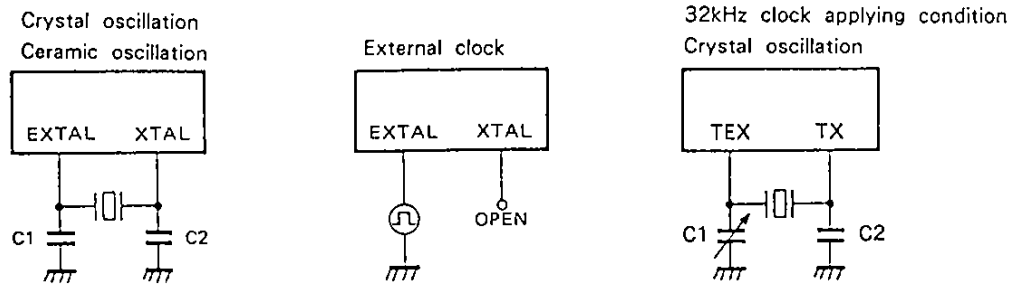 Crystal oscillation
Ceramic oscillation
EXTAL XTAL
C1 C2
External clock
EXTAL XTAL
OPEN
32kHz clock applying condition
Crystal oscillation
TEX TX
C1 C2